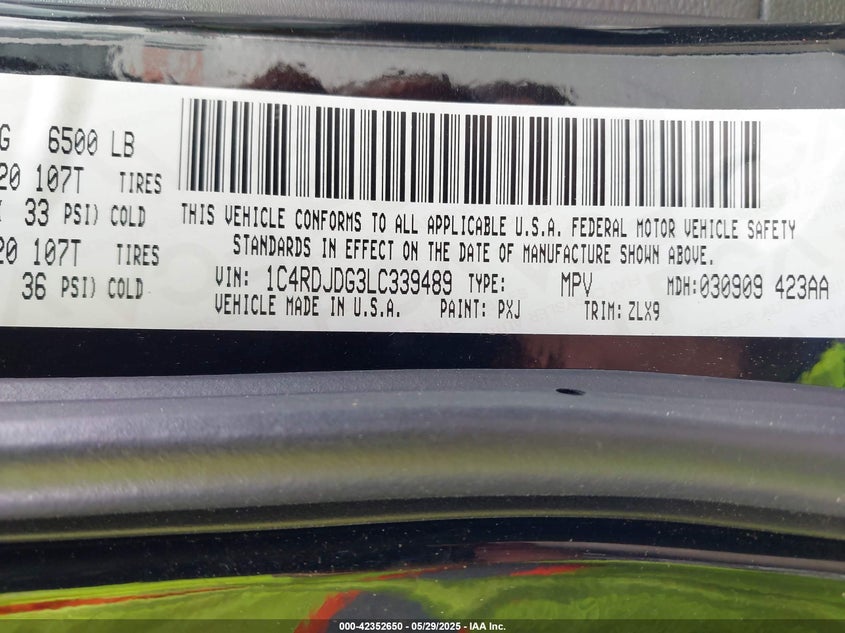 G 6500 LB
20 107T TIRES
33 PSI) COLD
20 107T TIRES
36 PSI) COLD
THIS VEHICLE CONFORMS TO ALL APPLICABLE U.S.A. FEDERAL MOTOR VEHICLE SAFETY
STANDARDS IN EFFECT ON THE DATE OF MANUFACTURE SHOWN ABOVE.
VIN: 1C4RDJDG3LC339489 TYPE: MPV MDH: 030909 423AA
VEHICLE MADE IN U.S.A. PAINT: PXJ TRIM: ZLX9
000-42352650 - 05/29/2025 - IAA Inc.